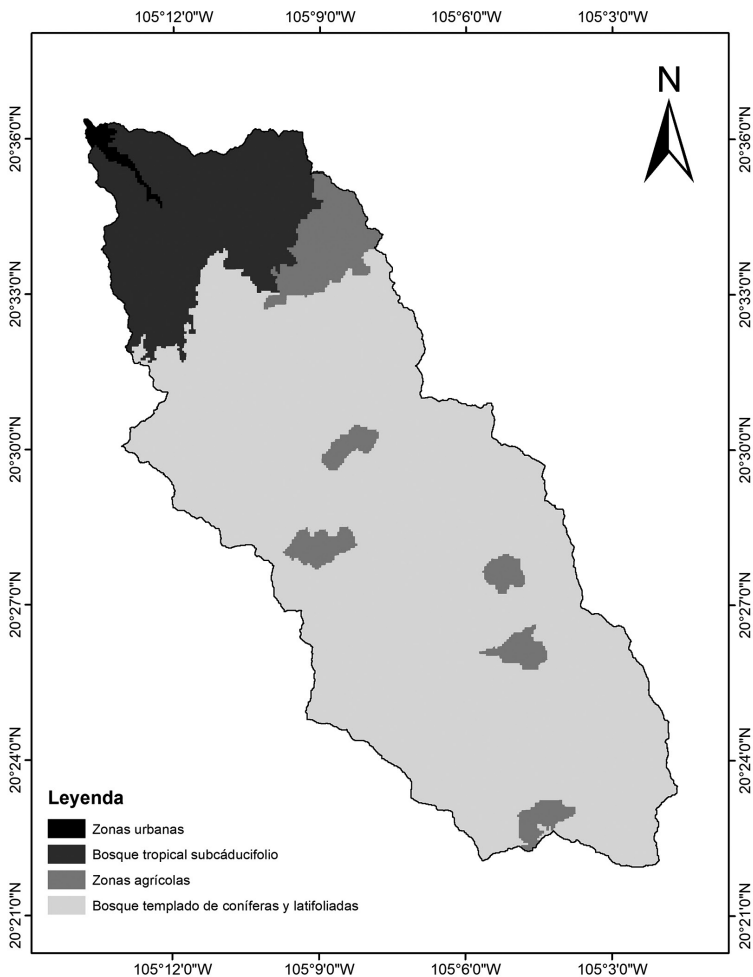 105°12'0"W 105°9'0"W 105°6'0"W 105°3'0"W
N
20°36'0"N 20°36'0"N
20°33'0"N 20°33'0"N
20°30'0"N 20°30'0"N
20°27'0"N 20°27'0"N
20°24'0"N 20°24'0"N
20°21'0"N 20°21'0"N
Leyenda
Zonas urbanas
Bosque tropical subcáducifolio
Zonas agrícolas
Bosque templado de coníferas y latifoliadas
105°12'0"W 105°9'0"W 105°6'0"W 105°3'0"W